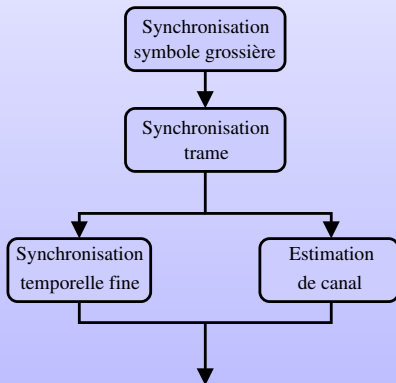 Synchronisation
symbole grossière
Synchronisation
trame
Synchronisation
temporelle fine
Estimation
de canal